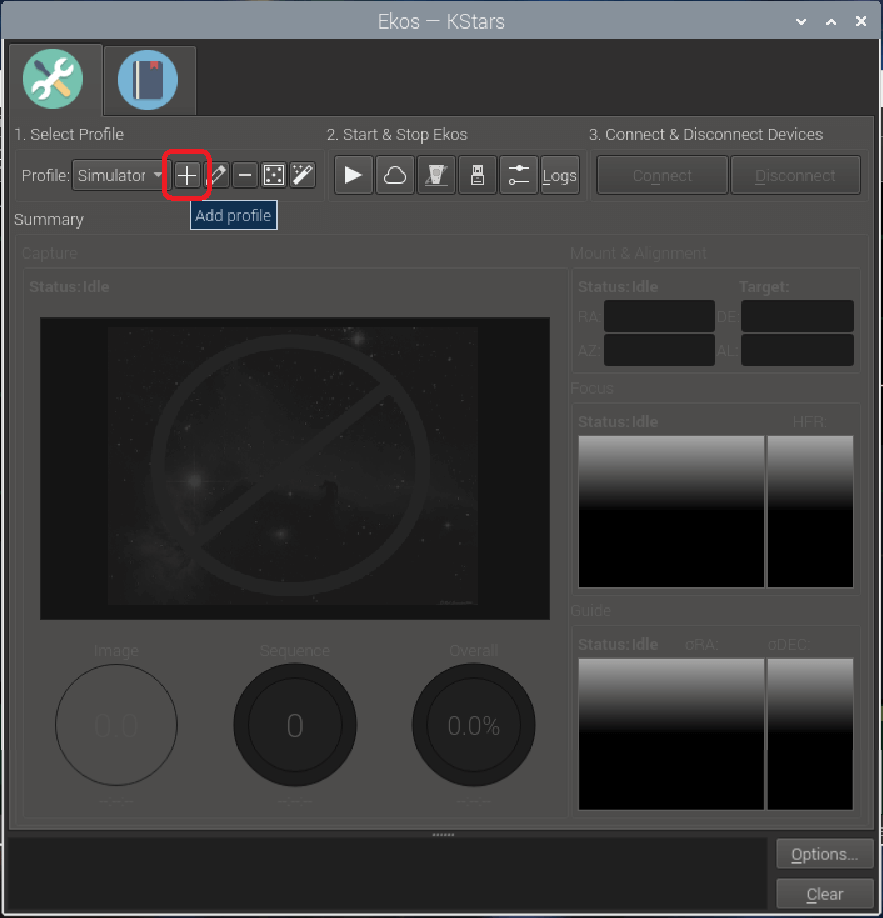 Ekos — KStars
1. Select Profile
2. Start & Stop Ekos
3. Connect & Disconnect Devices
Profile:
Simulator
Logs
Connect
Disconnect
Add profile
Summary
Capture
Status: Idle
Mount & Alignment
Status: Idle
Target:
RA:
DE:
AZ:
AL:
Focus
Status: Idle
HFR
Image
Sequence
Overall
0.0
0
0.0%
--:--:--
--:--:--
--:--:--
Guide
Status: Idle
σRA:
σDEC
Options...
Clear